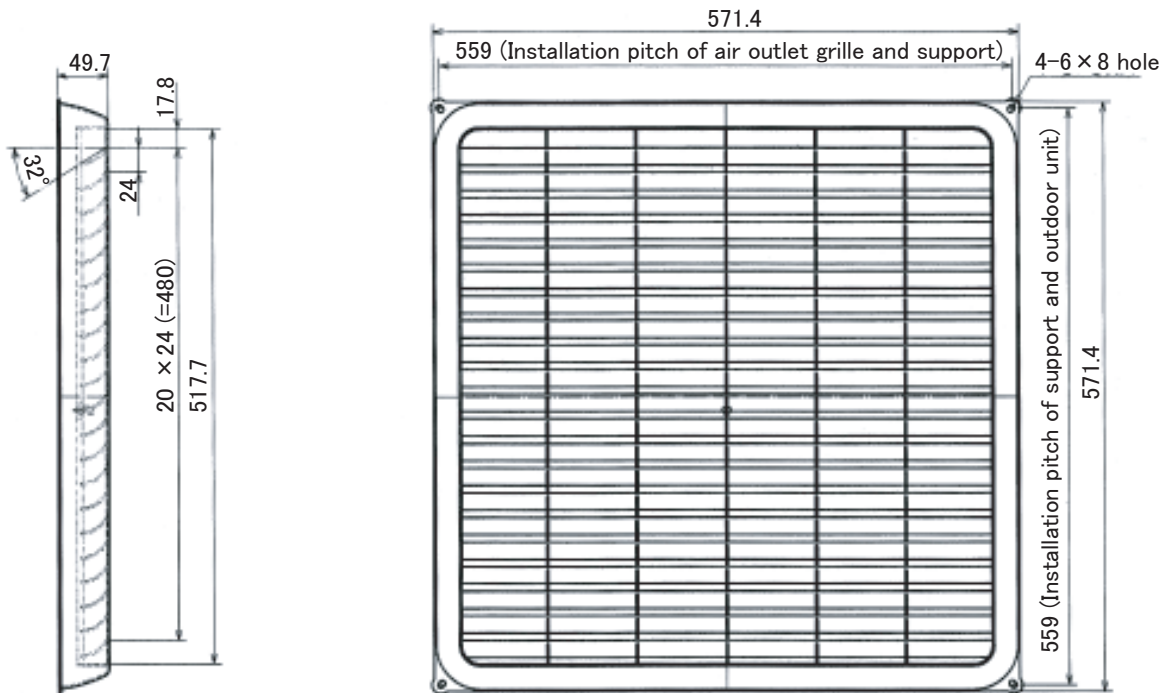 571.4
559 (Installation pitch of air outlet grille and support)
4-6×8 hole
49.7
17.8
32°
24
20 ×24 (=480)
517.7
559 (Installation pitch of support and outdoor unit)
571.4